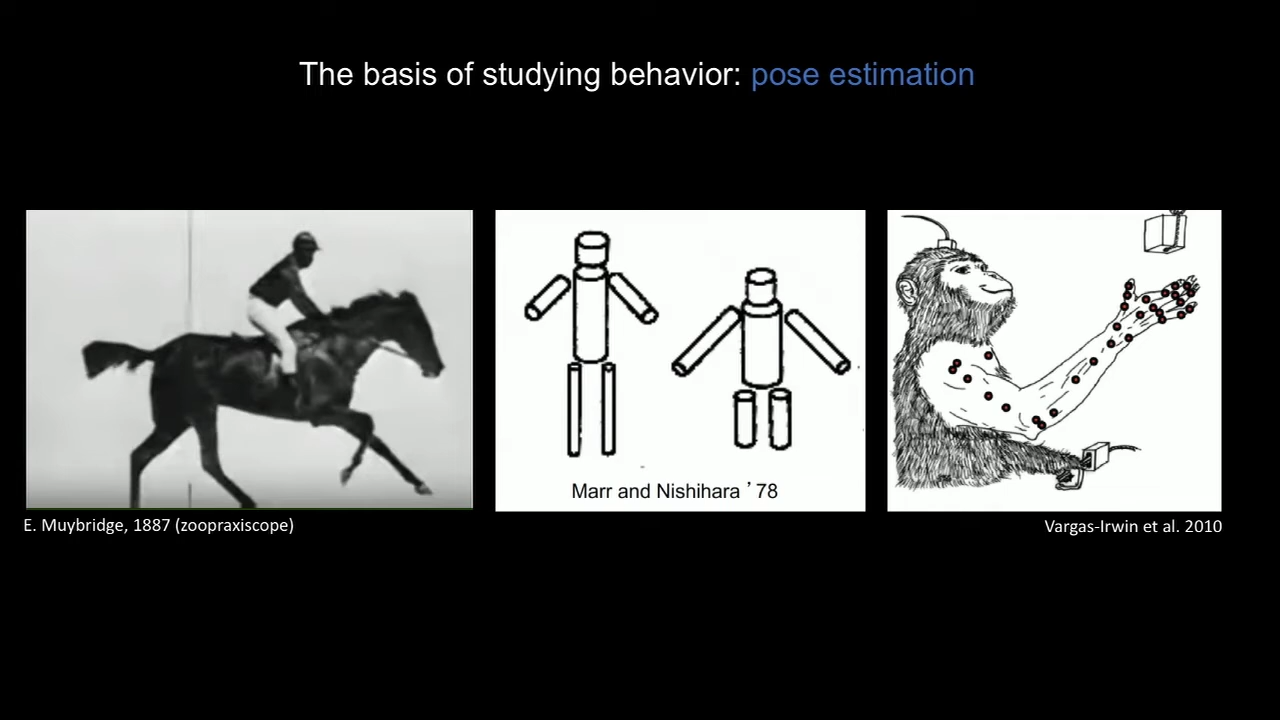 The basis of studying behavior: pose estimation
Marr and Nishihara ’78
E. Muybridge, 1887 (zoopraxiscope)
Vargas-Irwin et al. 2010